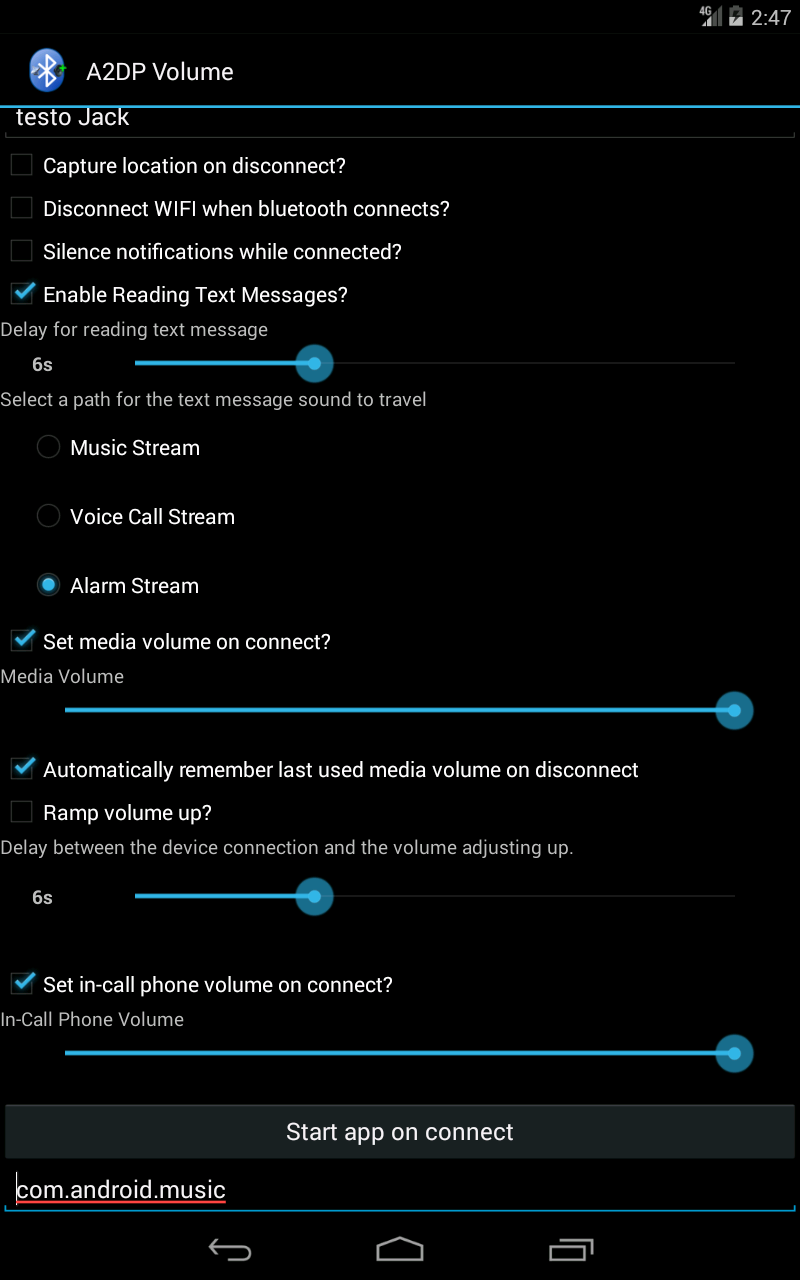 4G 2:47
A2DP Volume
testo Jack
Capture location on disconnect?
Disconnect WIFI when bluetooth connects?
Silence notifications while connected?
Enable Reading Text Messages?
Delay for reading text message
6s
Select a path for the text message sound to travel
Music Stream
Voice Call Stream
Alarm Stream
Set media volume on connect?
Media Volume
Automatically remember last used media volume on disconnect
Ramp volume up?
Delay between the device connection and the volume adjusting up.
6s
Set in-call phone volume on connect?
In-Call Phone Volume
Start app on connect
com.android.music